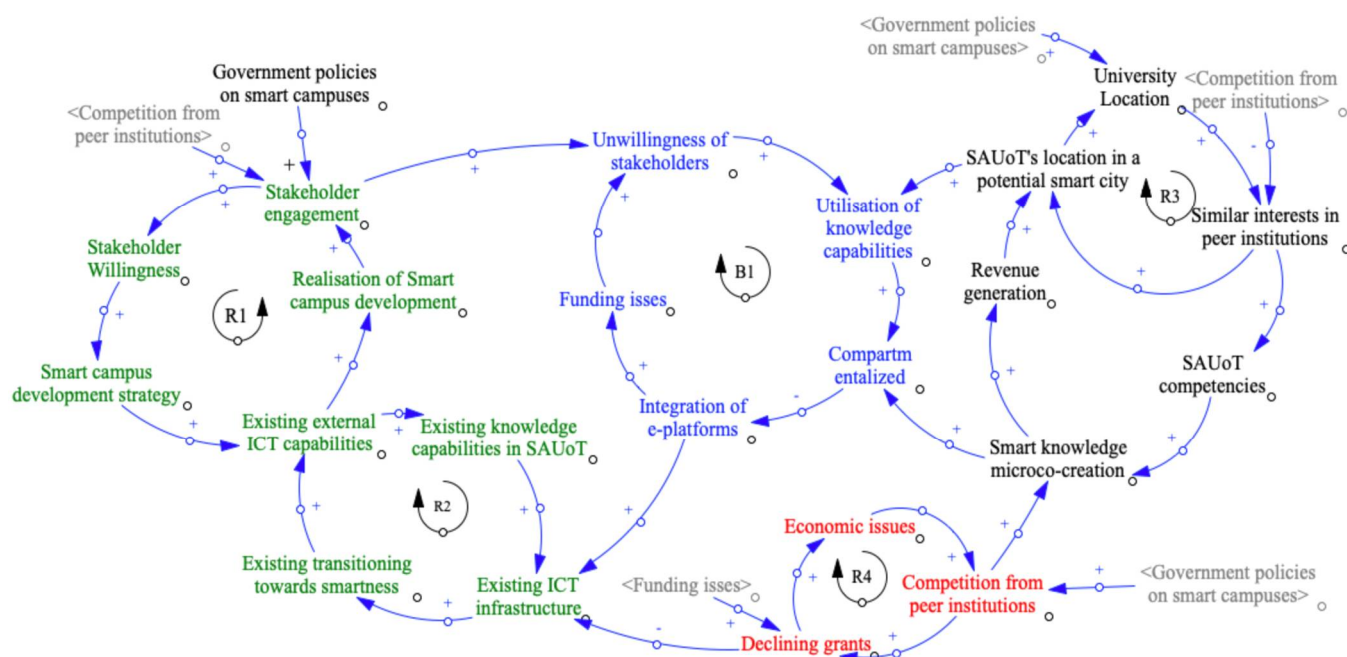 <Government policies
on smart campuses>
Government policies
on smart campuses
<Competition from
peer institutions>
University
Location
<Competition from
peer institutions>
Unwillingness of
stakeholders
SAUoT's location in a
potential smart city
R3
Stakeholder
engagement
Utilisation of
knowledge
capabilities
Similar interests in
peer institutions
Stakeholder
Willingness
Realisation of Smart
campus development
B1
Revenue
generation
R1
Funding isses
Smart campus
development strategy
Compartm
entalized
SAUoT
competencies
Existing external
ICT capabilities
Existing knowledge
capabilities in SAUoT
Integration of
e-platforms
Smart knowledge
microco-creation
R2
Economic issues
Existing transitioning
towards smartness
Existing ICT
infrastructure
<Funding isses>
R4
Competition from
peer institutions
<Government policies
on smart campuses>
Declining grants